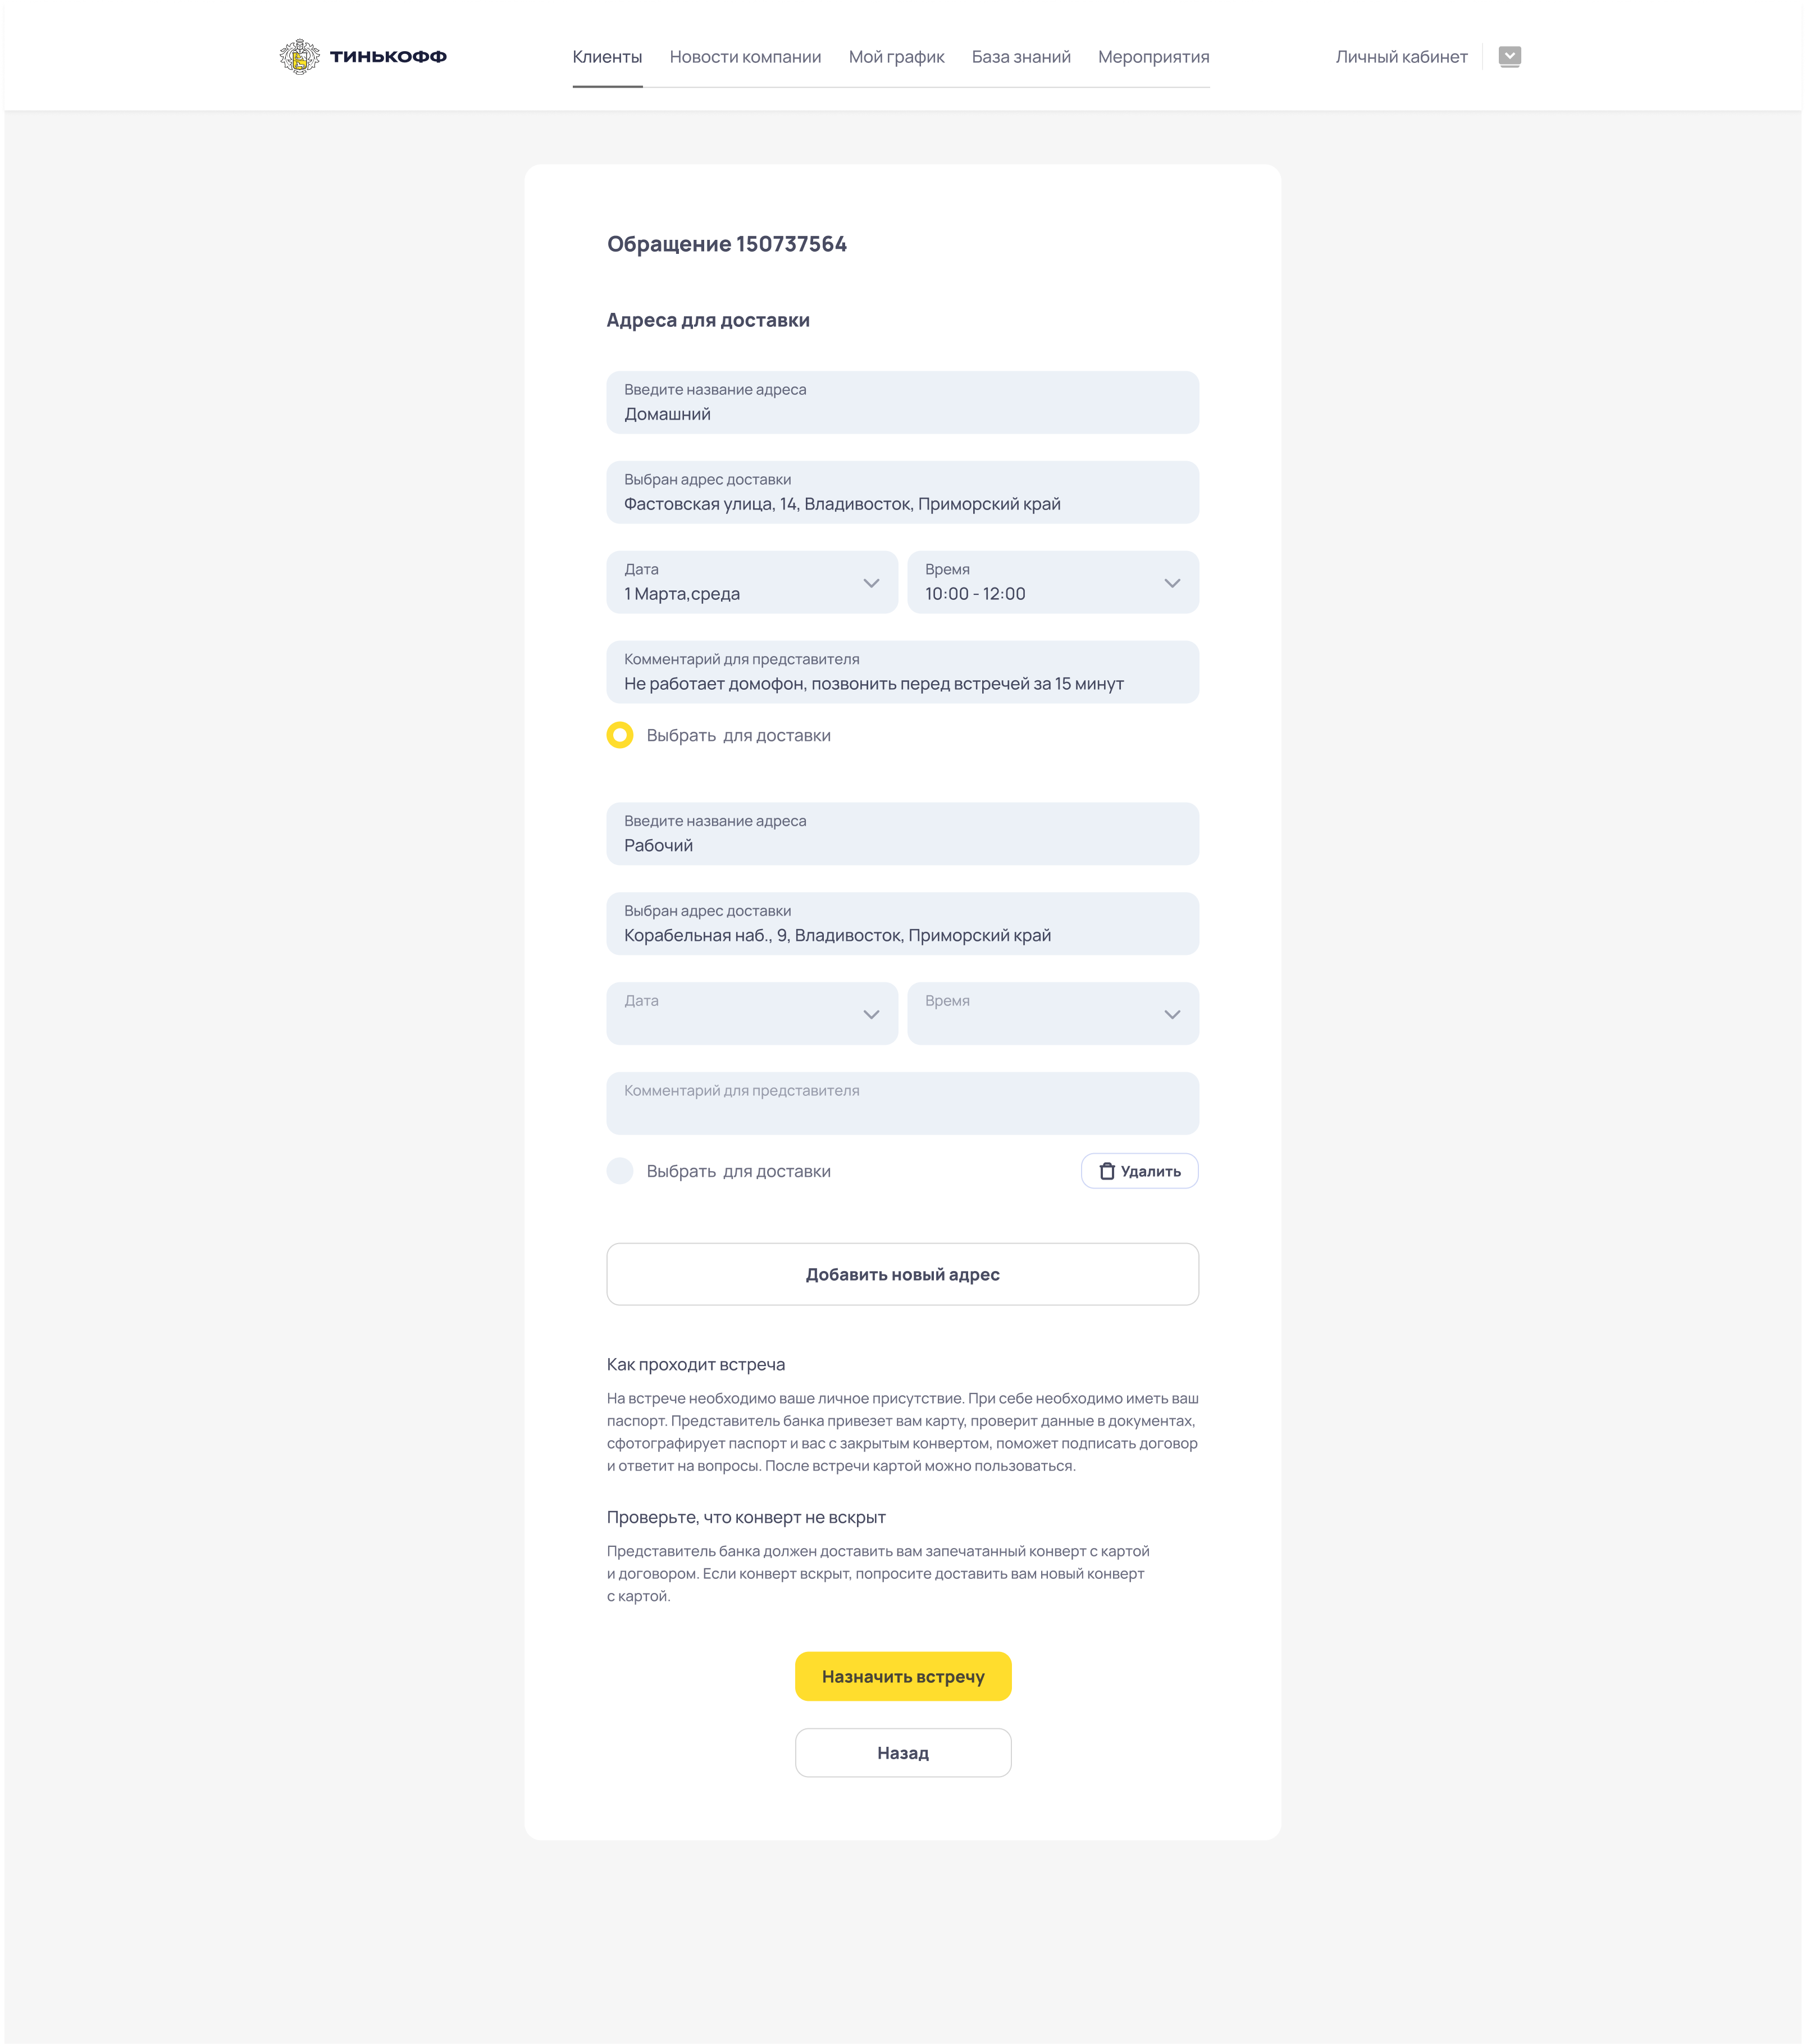 ТИНЬКОФФ
Клиенты Новости компании Мой график База знаний Мероприятия
Личный кабинет
Обращение 150737564
Адреса для доставки
Введите название адреса
Домашний
Выбран адрес доставки
Фастовская улица, 14, Владивосток, Приморский край
Дата
1 Марта,среда
Время
10:00 - 12:00
Комментарий для представителя
Не работает домофон, позвонить перед встречей за 15 минут
Выбрать для доставки
Введите название адреса
Рабочий
Выбран адрес доставки
Корабельная наб., 9, Владивосток, Приморский край
Дата
Время
Комментарий для представителя
Выбрать для доставки
Удалить
Добавить новый адрес
Как проходит встреча
На встрече необходимо ваше личное присутствие. При себе необходимо иметь ваш
паспорт. Представитель банка привезет вам карту, проверит данные в документах,
сфотографирует паспорт и вас с закрытым конвертом, поможет подписать договор
и ответит на вопросы. После встречи картой можно пользоваться.
Проверьте, что конверт не вскрыт
Представитель банка должен доставить вам запечатанный конверт с картой
и договором. Если конверт вскрыт, попросите доставить вам новый конверт
с картой.
Назначить встречу
Назад